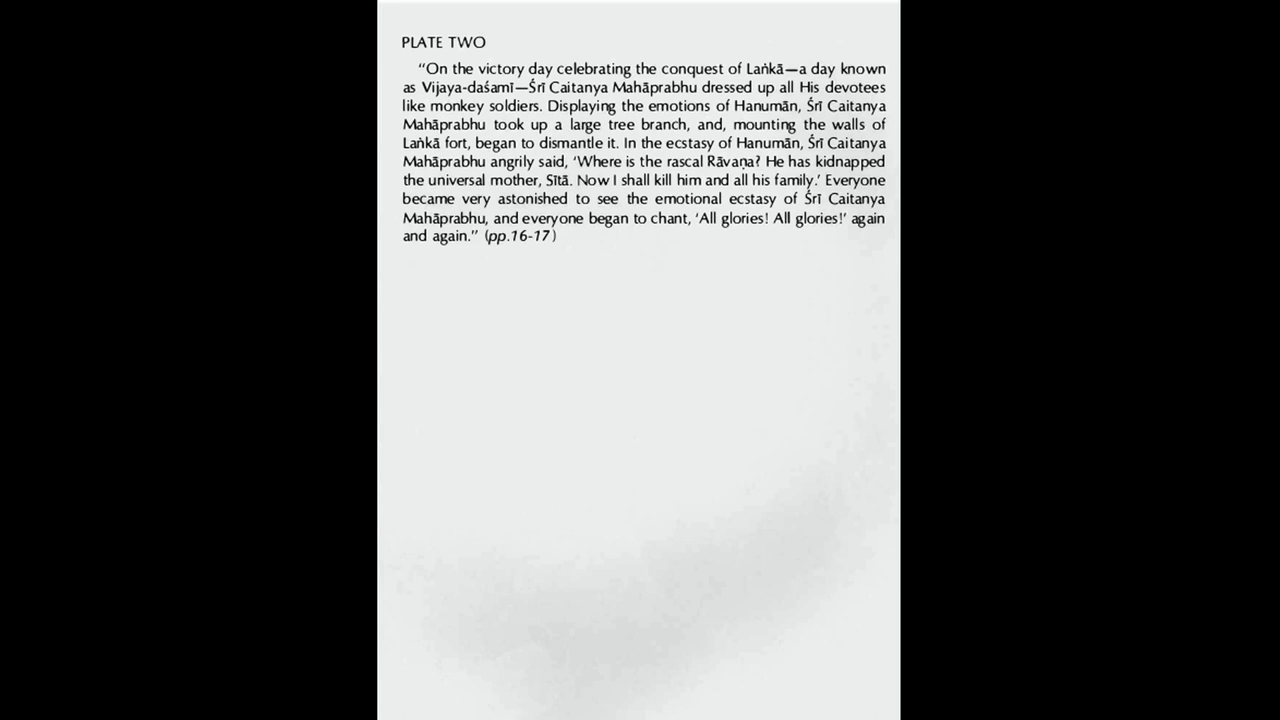 PLATE TWO
“On the victory day celebrating the conquest of Laṅkā—a day known
as Vijaya-daśamī—Śrī Caitanya Mahāprabhu dressed up all His devotees
like monkey soldiers. Displaying the emotions of Hanumān, Śrī Caitanya
Mahāprabhu took up a large tree branch, and, mounting the walls of
Laṅkā fort, began to dismantle it. In the ecstasy of Hanumān, Śrī Caitanya
Mahāprabhu angrily said, ‘Where is the rascal Rāvaṇa? He has kidnapped
the universal mother, Sītā. Now I shall kill him and all his family.’ Everyone
became very astonished to see the emotional ecstasy of Śrī Caitanya
Mahāprabhu, and everyone began to chant, ‘All glories! All glories!’ again
and again.” (pp.16-17)